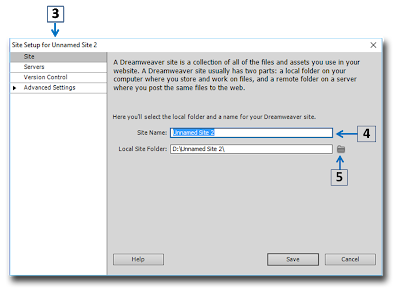 3
Site Setup for Unnamed Site 2
Site
Servers
Version Control
Advanced Settings
A Dreamweaver site is a collection of all of the files and assets you use in your
website. A Dreamweaver site usually has two parts: a local folder on your
computer where you store and work on files, and a remote folder on a server
where you post the same files to the web.
Here you'll select the local folder and a name for your Dreamweaver site.
Site Name: Unnamed Site 2
4
Local Site Folder: D:\Unnamed Site 2\
5
Help Save Cancel